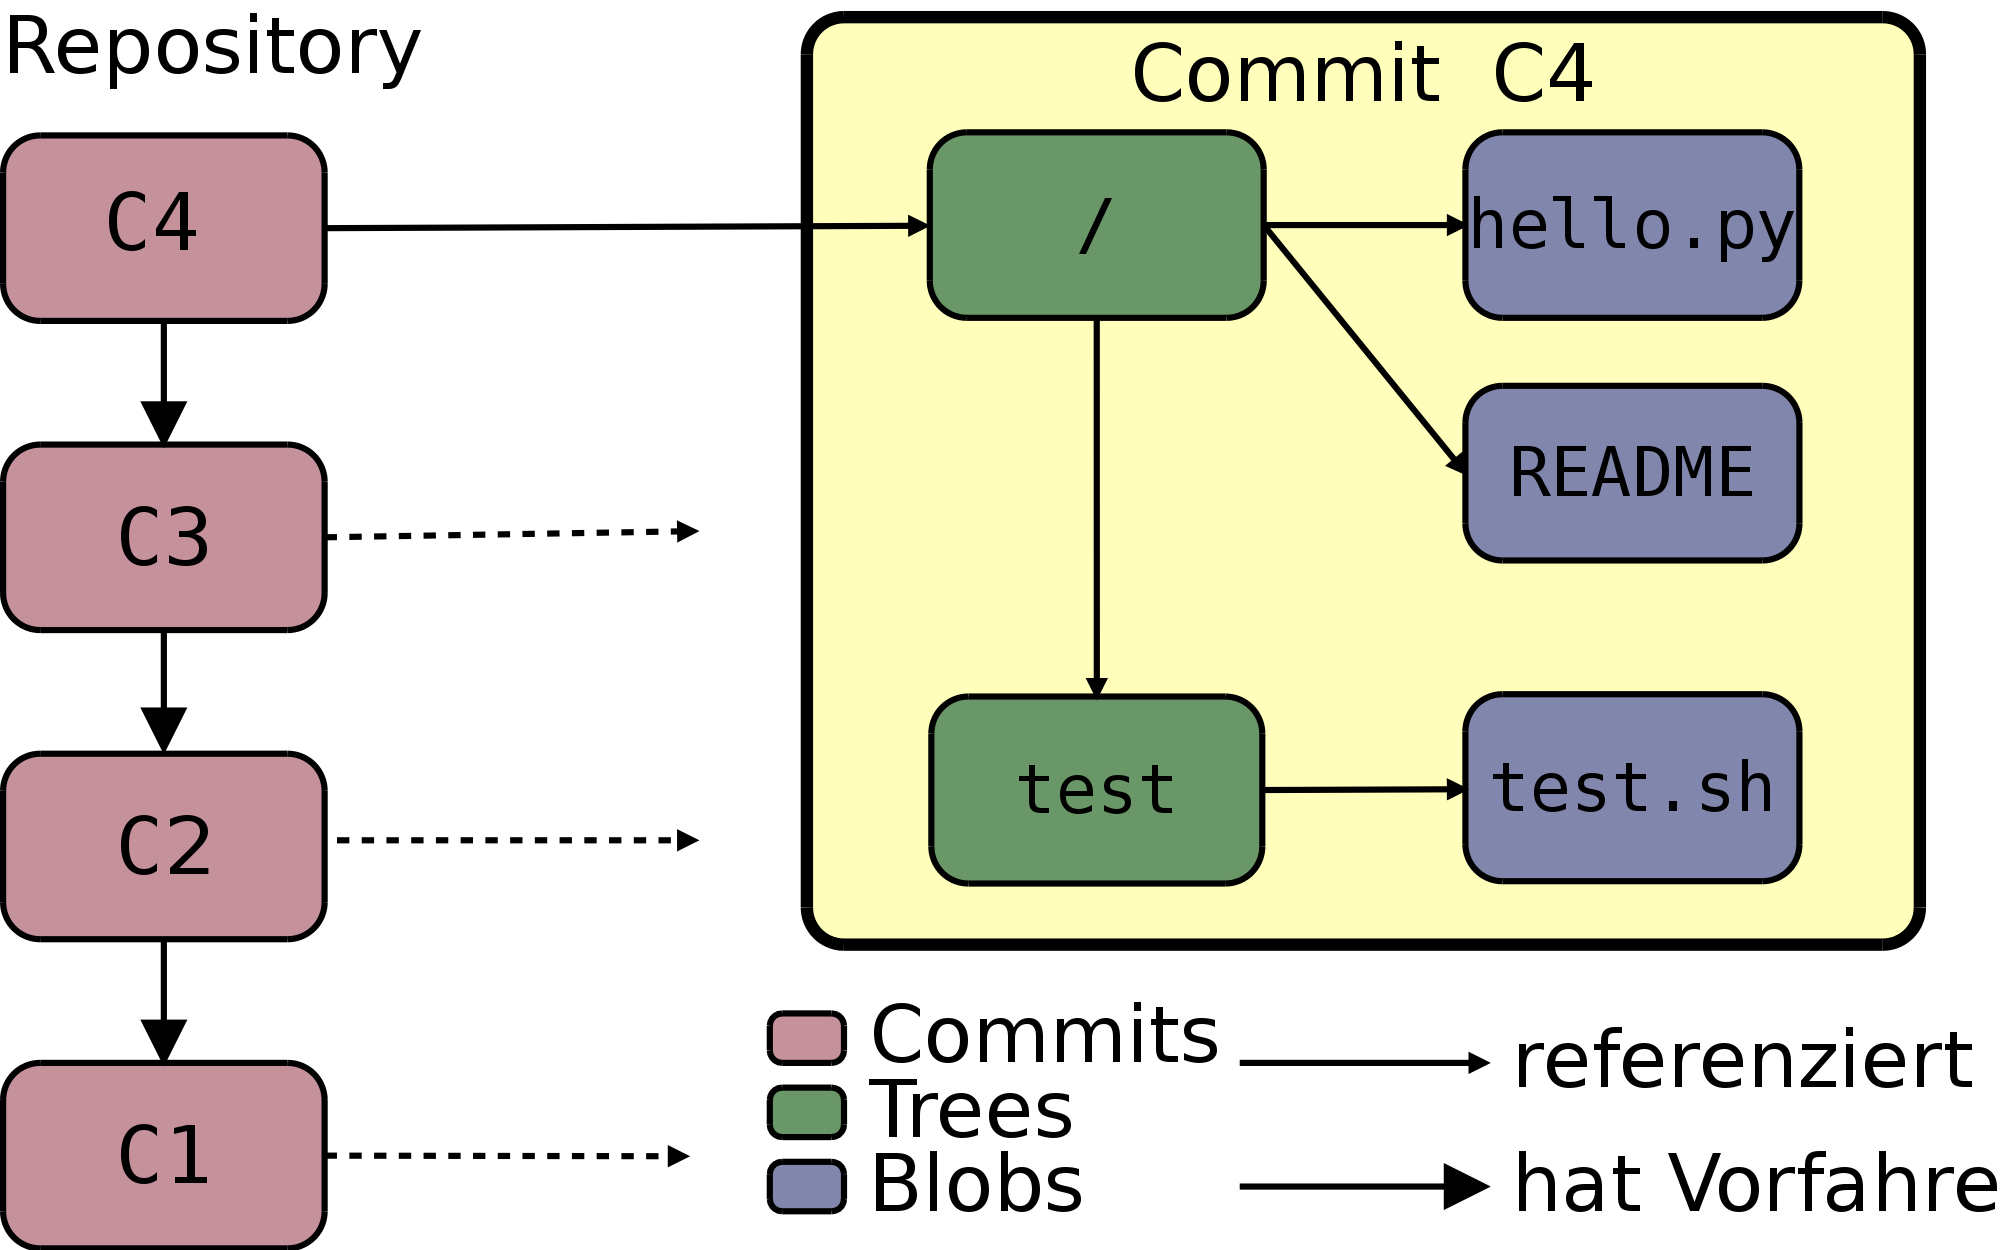 Repository
C4
C3
C2
C1
Commit C4
/
hello.py
README
test
test.sh
Commits
Trees
Blobs
referenziert
hat Vorfahre